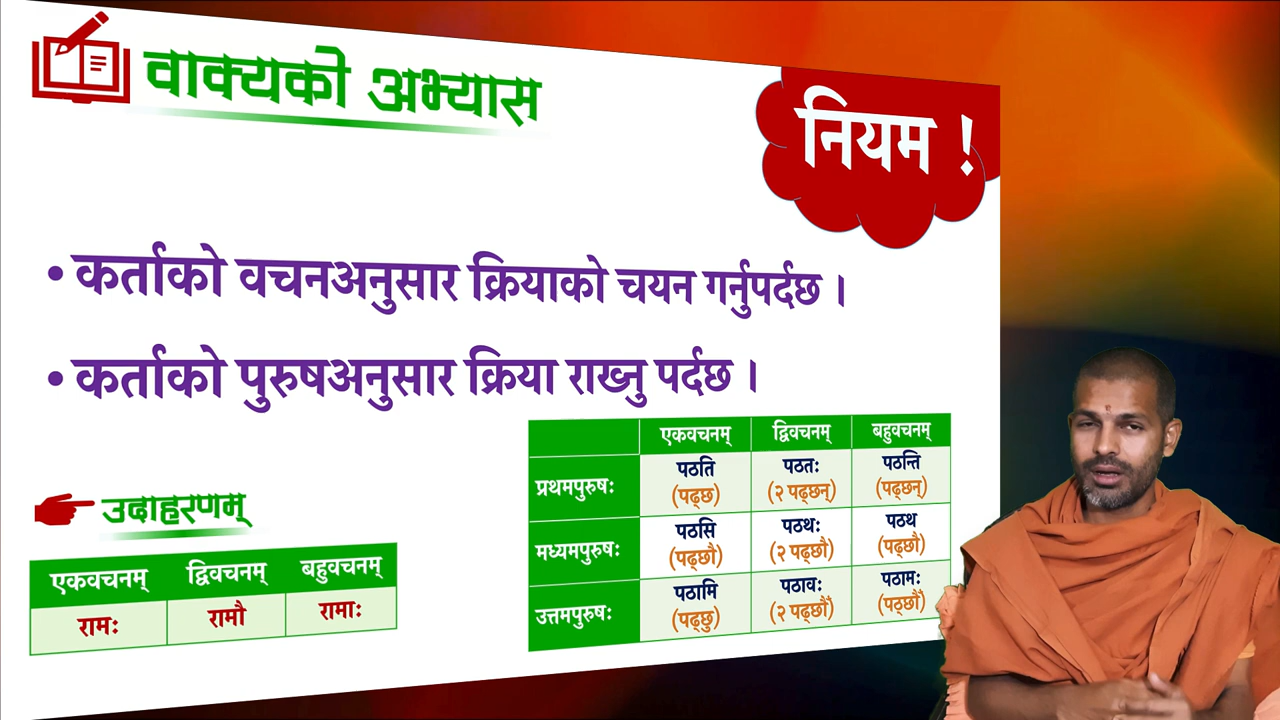 वाक्यको अभ्यास
नियम !
• कर्ताको वचनअनुसार क्रियाको चयन गर्नुपर्दछ ।
• कर्ताको पुरुषअनुसार क्रिया राख्नु पर्दछ ।
उदाहरणम्
एकवचनम् द्विवचनम् बहुवचनम्
रामः रामौ रामाः
एकवचनम् द्विवचनम् बहुवचनम्
प्रथमपुरुषः पठति पठतः पठन्ति
(पढ्छ) (२ पढ्छन्) (पढ्छन्)
मध्यमपुरुषः पठसि पठथः पठथ
(पढ्छौ) (२ पढ्छौ) (पढ्छौ)
उत्तमपुरुषः पठामि पठावः पठामः
(पढ्छु) (२ पढ्छौँ) (पठ्छौँ)